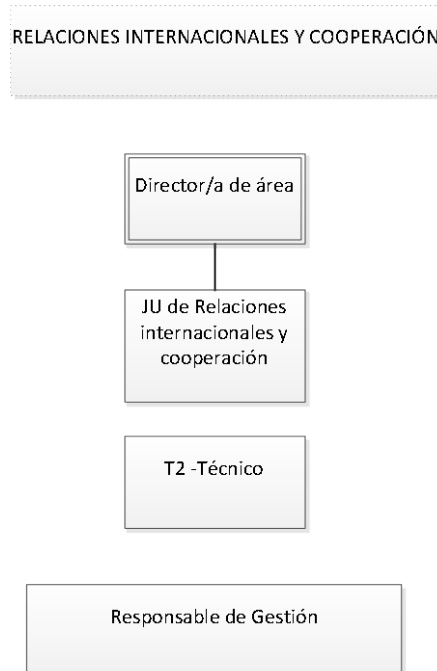 RELACIONES INTERNACIONALES Y COOPERACIÓN
Director/a de área
JU de Relaciones
internacionales y
cooperación
T2 -Técnico
Responsable de Gestión